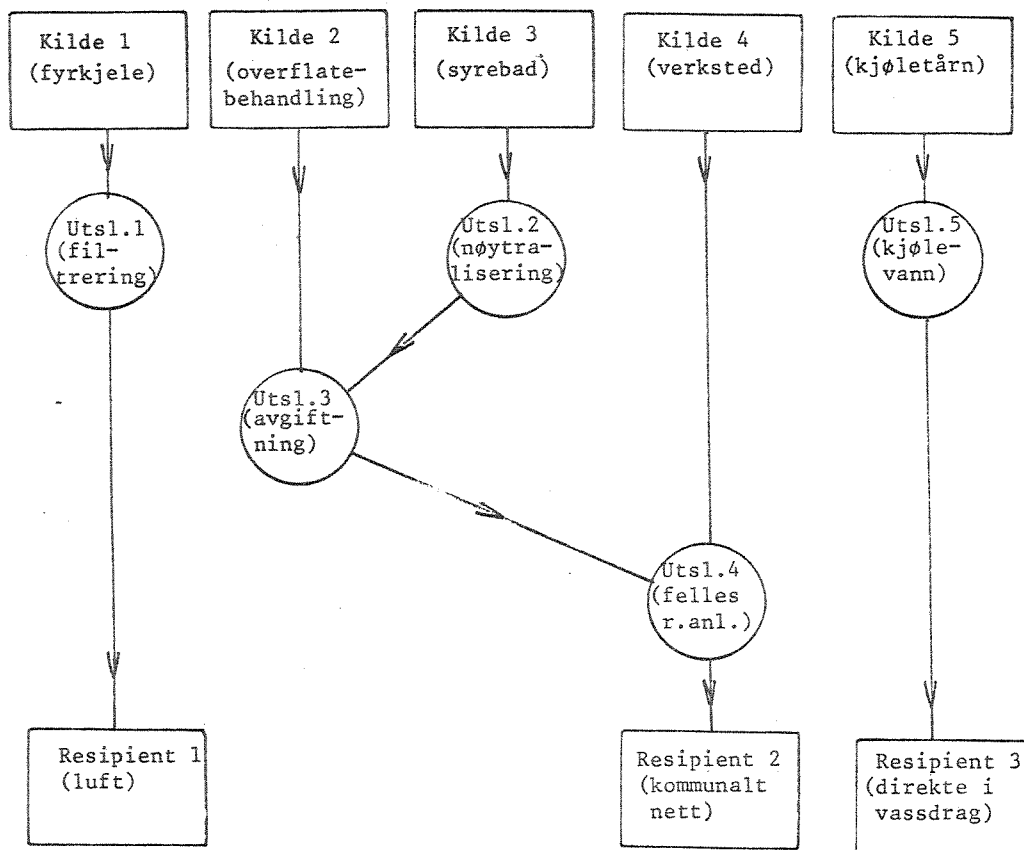 Kilde 1
(fyrkjele)
Kilde 2
(overflate-
behandling)
Kilde 3
(syrebad)
Kilde 4
(verksted)
Kilde 5
(kjøletårn)
Utsl.1
(fil-
trering)
Utsl.2
(nøytra-
lisering)
Utsl.5
(kjøle-
vann)
Utsl.3
(avgift-
ning)
Utsl.4
(felles
r.anl.)
Resipient 1
(luft)
Resipient 2
(kommunalt
nett)
Resipient 3
(direkte i
vassdrag)